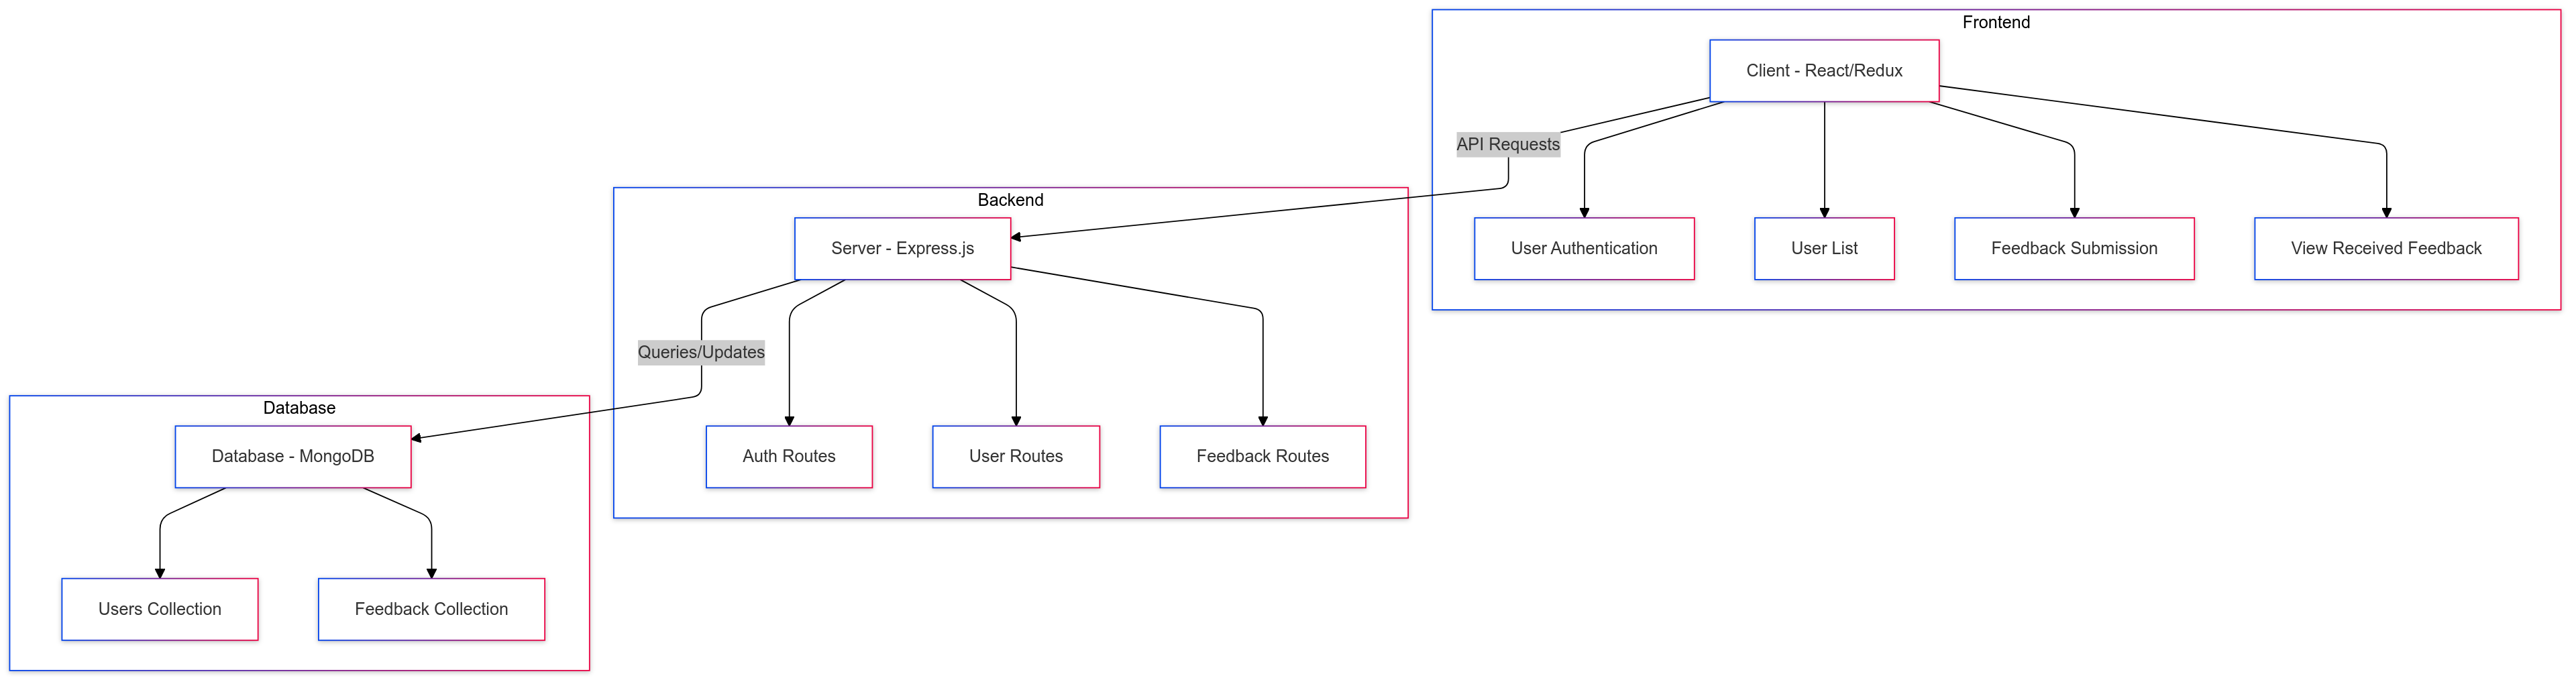 Frontend
Client - React/Redux
API Requests
User Authentication
User List
Feedback Submission
View Received Feedback
Backend
Server - Express.js
Queries/Updates
Auth Routes
User Routes
Feedback Routes
Database
Database - MongoDB
Users Collection
Feedback Collection